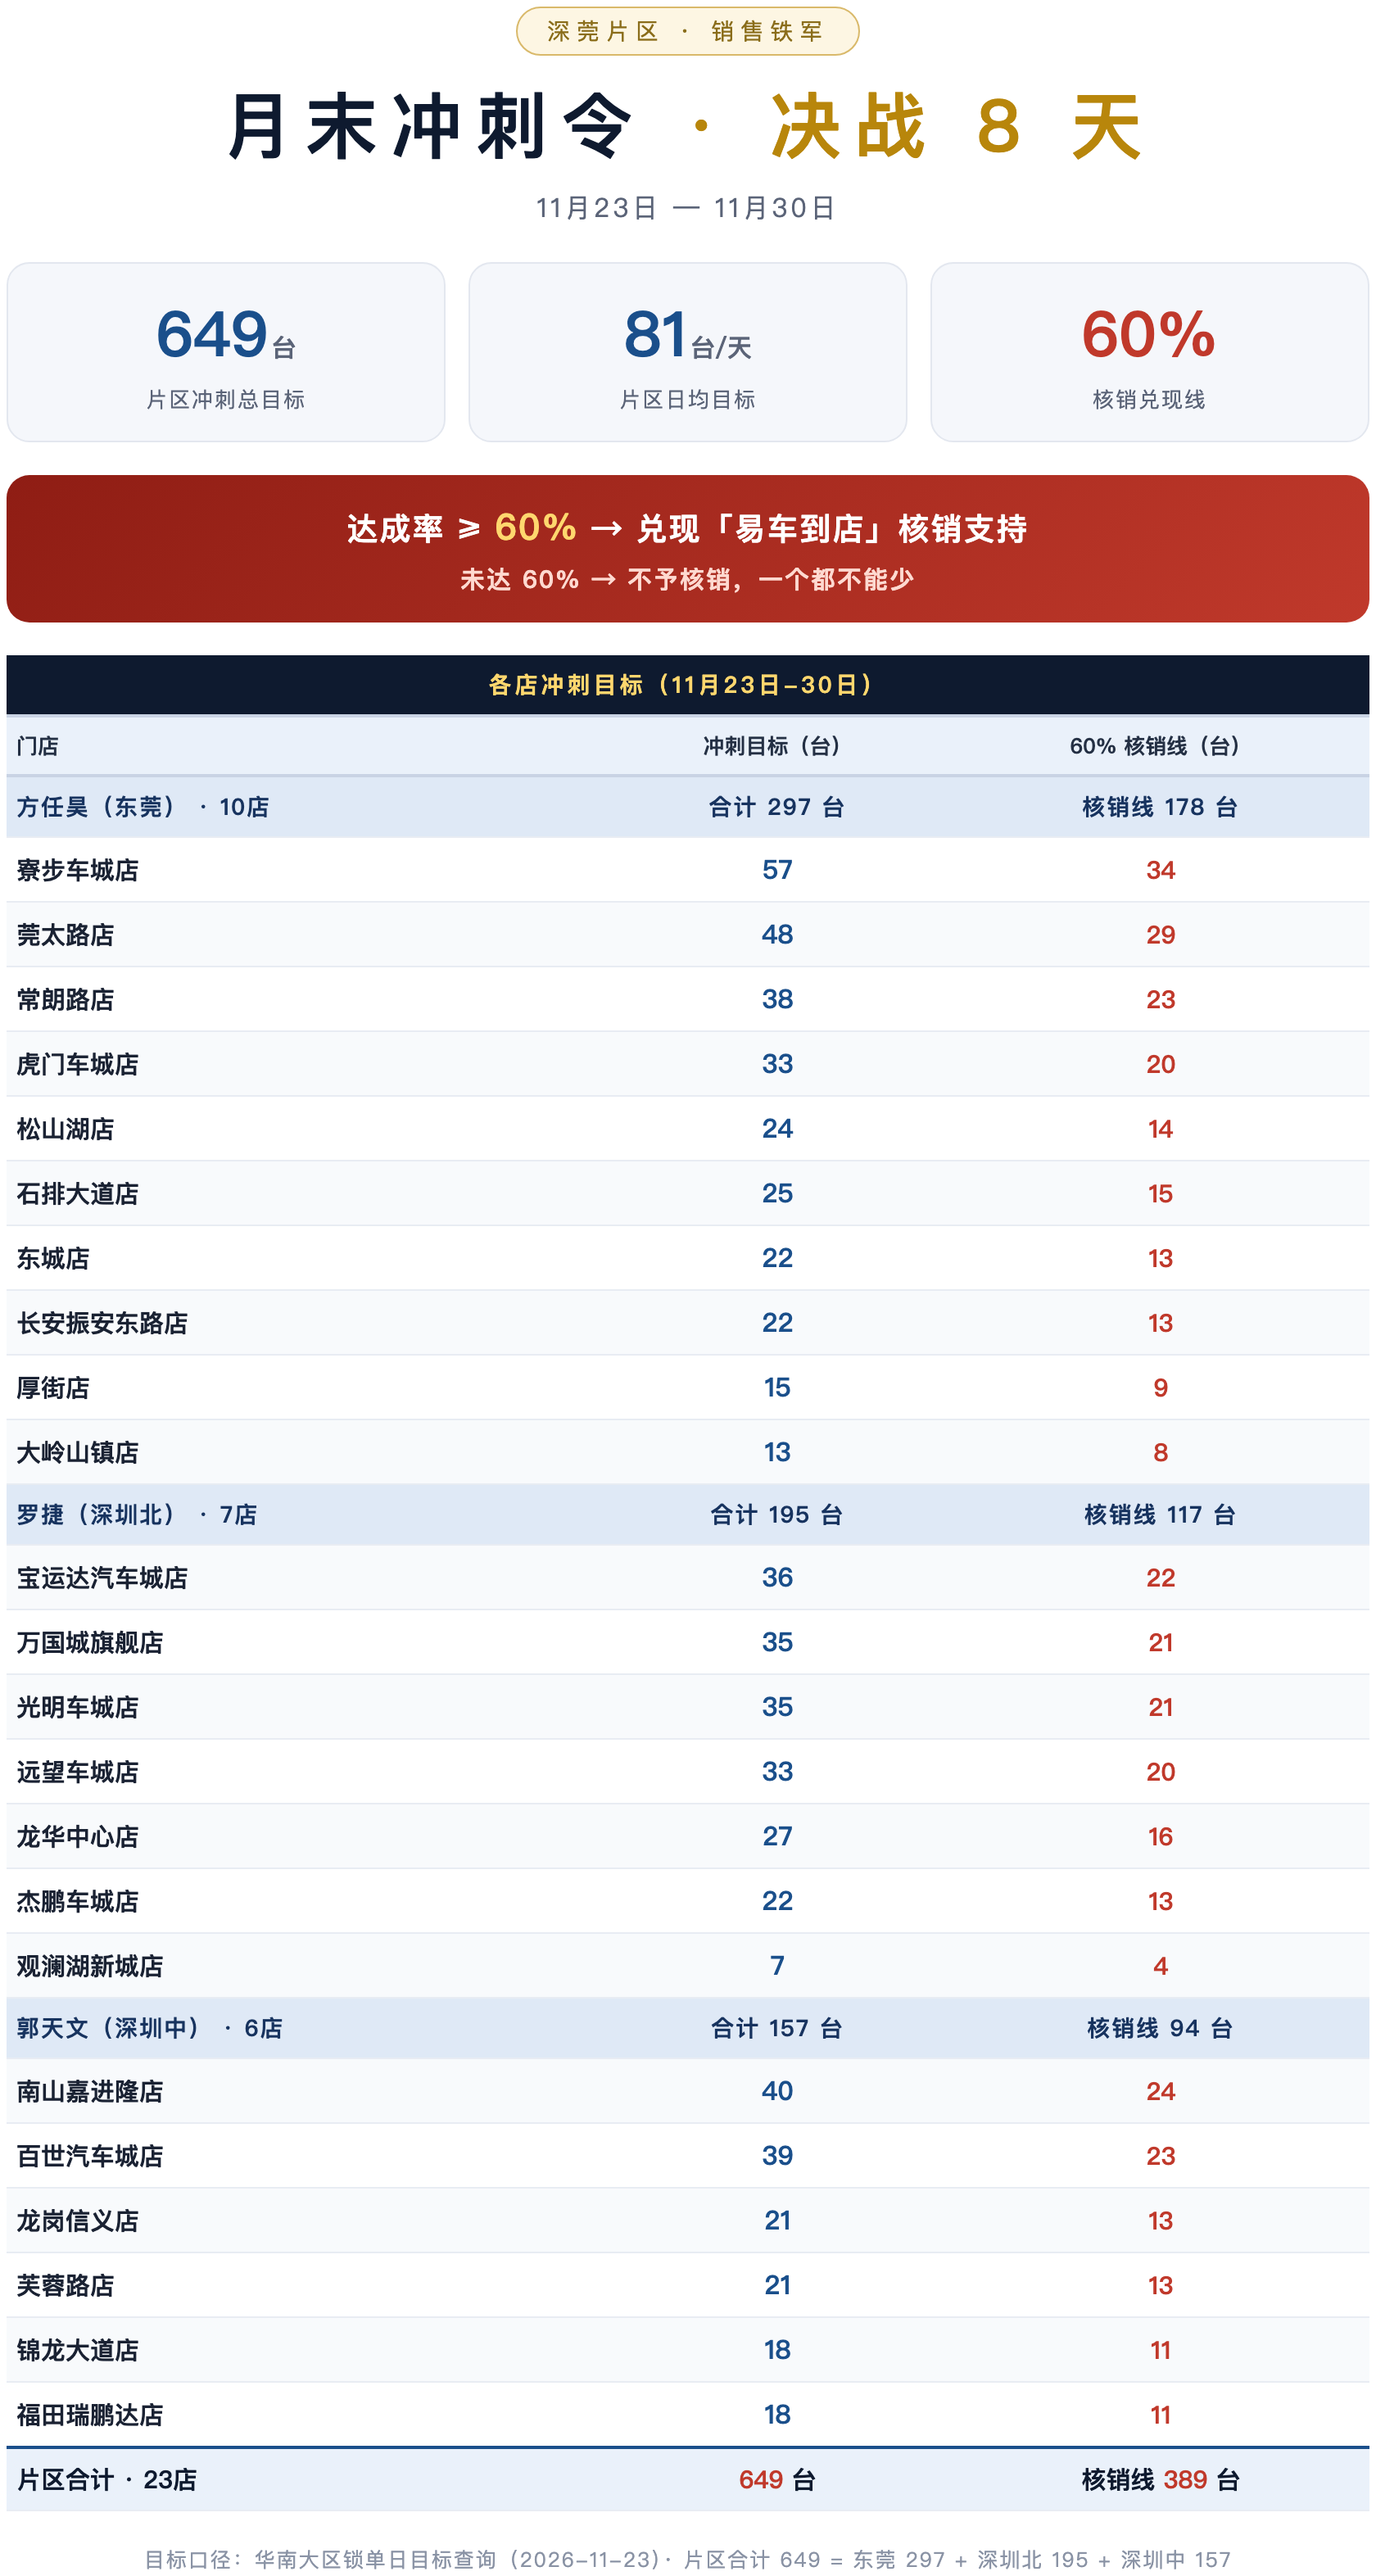 深莞片区 · 销售铁军
月末冲刺令 · 决战 8 天
11月23日 — 11月30日
649台
片区冲刺总目标
81台/天
片区日均目标
60%
核销兑现线
达成率 ≥ 60% → 兑现「易车到店」核销支持
未达 60% → 不予核销，一个都不能少
各店冲刺目标（11月23日–30日）
门店 冲刺目标（台） 60% 核销线（台）
方任昊（东莞） · 10店 合计 297 台 核销线 178 台
寮步车城店 57 34
莞太路店 48 29
常朗路店 38 23
虎门车城店 33 20
松山湖店 24 14
石排大道店 25 15
东城店 22 13
长安振安东路店 22 13
厚街店 15 9
大岭山镇店 13 8
罗捷（深圳北） · 7店 合计 195 台 核销线 117 台
宝运达汽车城店 36 22
万国城旗舰店 35 21
光明车城店 35 21
远望车城店 33 20
龙华中心店 27 16
杰鹏车城店 22 13
观澜湖新城店 7 4
郭天文（深圳中） · 6店 合计 157 台 核销线 94 台
南山嘉进隆店 40 24
百世汽车城店 39 23
龙岗信义店 21 13
芙蓉路店 21 13
锦龙大道店 18 11
福田瑞鹏达店 18 11
片区合计 · 23店 649 台 核销线 389 台
目标口径：华南大区锁单日目标查询（2026–11–23）· 片区合计 649 = 东莞 297 + 深圳北 195 + 深圳中 157